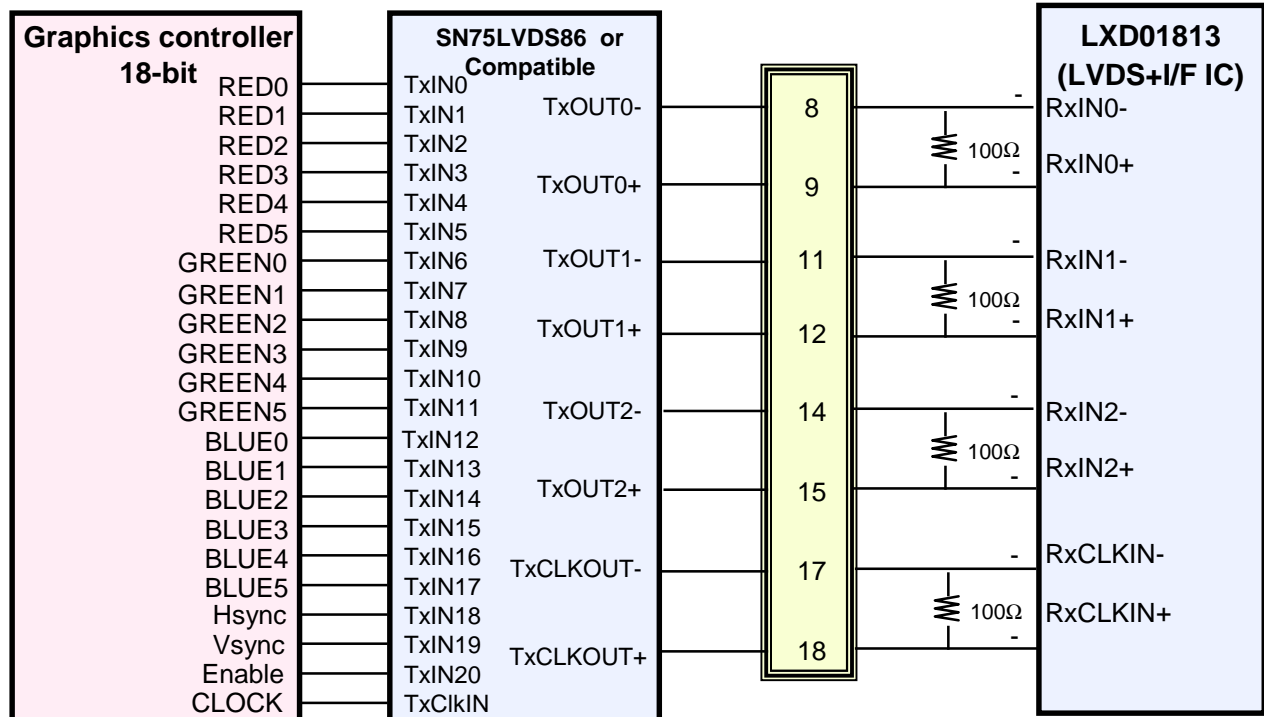 Graphics controller
18-bit
RED0
RED1
RED2
RED3
RED4
RED5
GREEN0
GREEN1
GREEN2
GREEN3
GREEN4
GREEN5
BLUE0
BLUE1
BLUE2
BLUE3
BLUE4
BLUE5
Hsync
Vsync
Enable
CLOCK
SN75LVDS86 or
Compatible
TxIN0
TxIN1
TxIN2
TxIN3
TxIN4
TxIN5
TxIN6
TxIN7
TxIN8
TxIN9
TxIN10
TxIN11
TxIN12
TxIN13
TxIN14
TxIN15
TxIN16
TxIN17
TxIN18
TxIN19
TxIN20
TxClkIN
TxOUT0-
TxOUT0+
TxOUT1-
TxOUT1+
TxOUT2-
TxOUT2+
TxCLKOUT-
TxCLKOUT+
8
9
11
12
14
15
17
18
-
100Ω
-
-
100Ω
-
-
100Ω
-
-
100Ω
-
LXD01813
(LVDS+I/F IC)
RxIN0-
RxIN0+
RxIN1-
RxIN1+
RxIN2-
RxIN2+
RxCLKIN-
RxCLKIN+